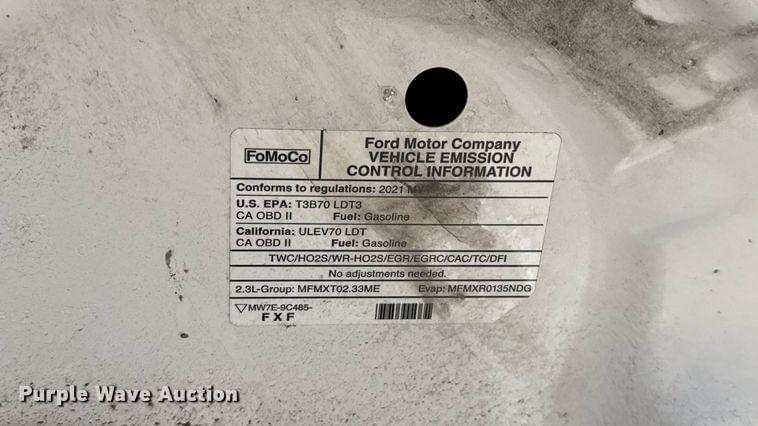 FoMoCo
Ford Motor Company
VEHICLE EMISSION
CONTROL INFORMATION
Conforms to regulations: 2021 MY
U.S. EPA: T3B70 LDT3
CA OBD II Fuel: Gasoline
California: ULEV70 LDT
CA OBD II Fuel: Gasoline
TWC/HO2S/WR-HO2S/EGR/EGRC/CAC/TC/DFI
No adjustments needed.
2.3L-Group: MFMXT02.33ME Evap: MFMXR0135NDG
MW7E-9C485-
FXF
Purple Wave Auction